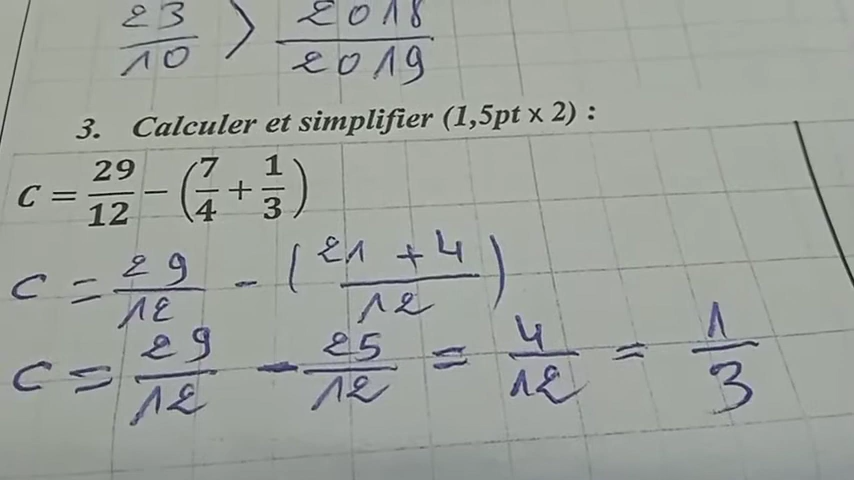 23/10 > 2018/2019
3. Calculer et simplifier (1,5pt x 2) :
C = 29/12 − (7/4 + 1/3)
C = 29/12 - (21 + 4/12)
C = 29/12 - 25/12 = 4/12 = 1/3